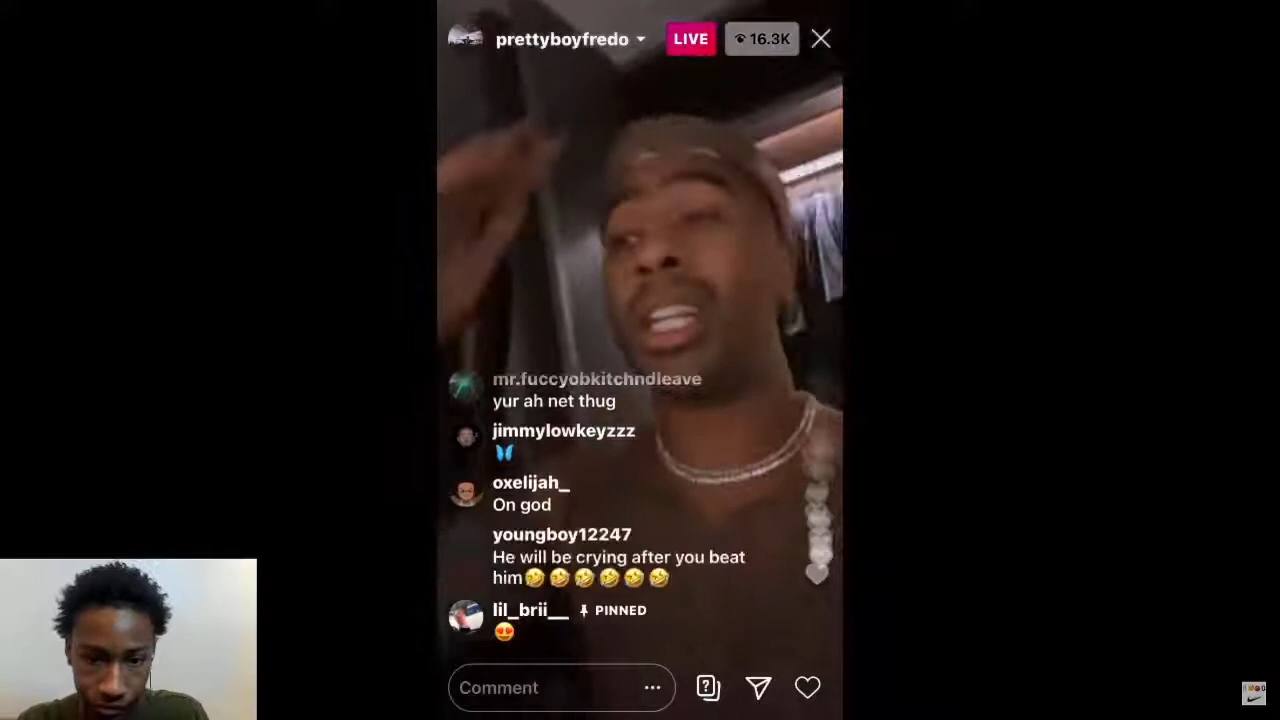 prettyboyfredo
LIVE
16.3K
mr.fuccyobkitchndleave
yur ah net thug
jimmylowkeyzzz
🦋
oxelijah_
On god
youngboy12247
He will be crying after you beat
him🤣🤣🤣🤣🤣🤣
lil_brii__ PINNED
😍
Comment